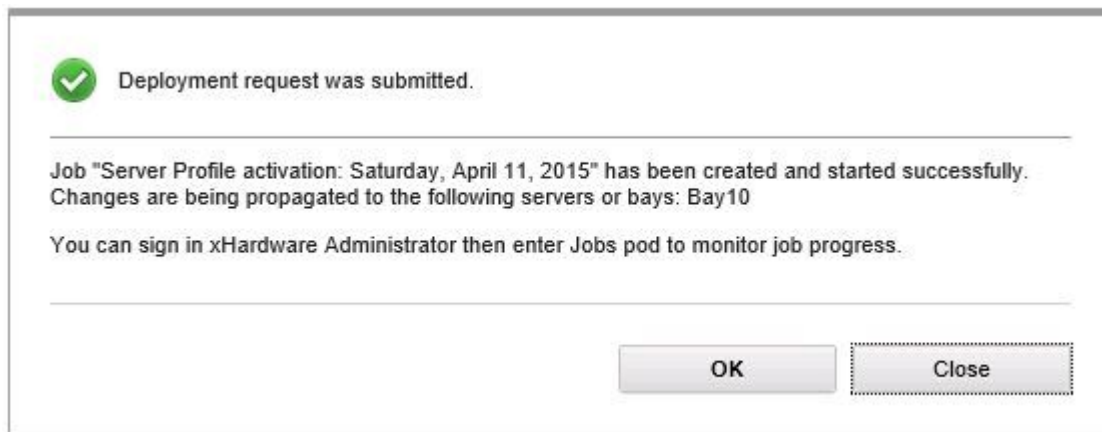 Deployment request was submitted.
Job "Server Profile activation: Saturday, April 11, 2015" has been created and started successfully.
Changes are being propagated to the following servers or bays: Bay10
You can sign in xHardware Administrator then enter Jobs pod to monitor job progress.
OK Close